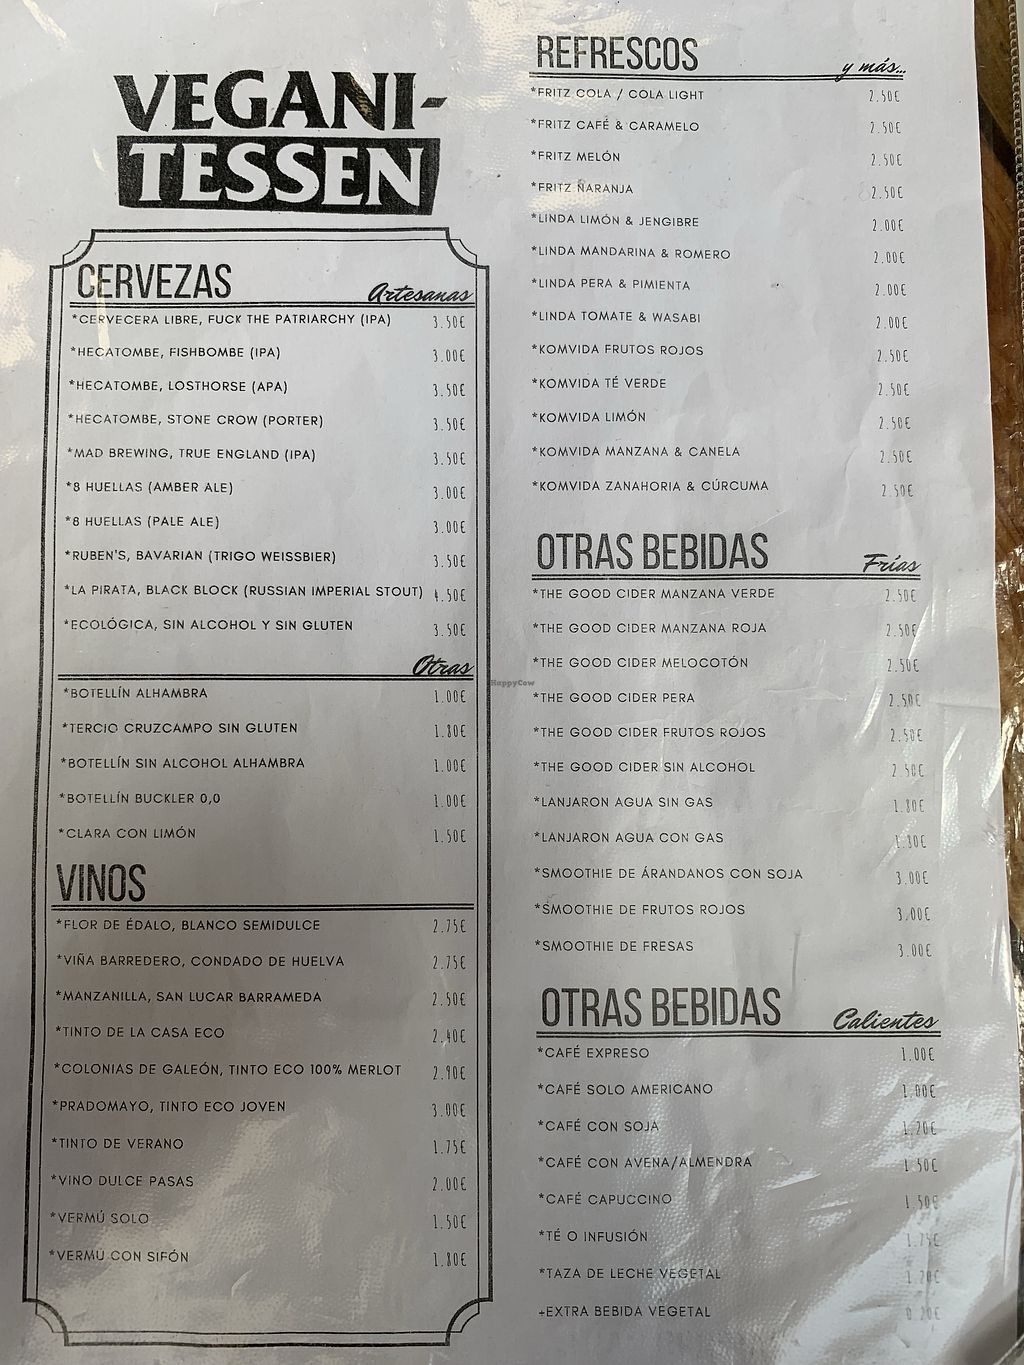 VEGANI-
TESSEN
CERVEZAS
Artesanas
*CERVECERA LIBRE, FUCK THE PATRIARCHY (IPA) 3.50€
*HECATOMBE, FISHBOMBE (IPA) 3.00€
*HECATOMBE, LOSTHORSE (APA) 3.50€
*HECATOMBE, STONE CROW (PORTER) 3.50€
*MAD BREWING, TRUE ENGLAND (IPA) 3.50€
*8 HUELLAS (AMBER ALE) 3.00€
*8 HUELLAS (PALE ALE) 3.00€
*RUBEN'S, BAVARIAN (TRIGO WEISSBIER) 3.50€
*LA PIRATA, BLACK BLOCK (RUSSIAN IMPERIAL STOUT) 4.50€
*ECOLÓGICA, SIN ALCOHOL Y SIN GLUTEN 3.50€
Otras
*BOTELLÍN ALHAMBRA 1.00€
*TERCIO CRUZCAMPO SIN GLUTEN 1.80€
*BOTELLÍN SIN ALCOHOL ALHAMBRA 1.00€
*BOTELLÍN BUCKLER 0,0 1.00€
*CLARA CON LIMÓN 1.50€
VINOS
*FLOR DE ÉDALO, BLANCO SEMIDULCE 2.75€
*VIÑA BARREDERO, CONDADO DE HUELVA 2.75€
*MANZANILLA, SAN LUCAR BARRAMEDA 2.50€
*TINTO DE LA CASA ECO 2.40€
*COLONIAS DE GALEÓN, TINTO ECO 100% MERLOT 2.90€
*PRADOMAYO, TINTO ECO JOVEN 3.00€
*TINTO DE VERANO 1.75€
*VINO DULCE PASAS 2.00€
*VERMÚ SOLO 1.50€
*VERMÚ CON SIFÓN 1.80€
REFRESCOS
y más...
*FRITZ COLA / COLA LIGHT 2.50€
*FRITZ CAFÉ & CARAMELO 2.50€
*FRITZ MELÓN 2.50€
*FRITZ NARANJA 2.50€
*LINDA LIMÓN & JENGIBRE 2.00€
*LINDA MANDARINA & ROMERO 2.00€
*LINDA PERA & PIMIENTA 2.00€
*LINDA TOMATE & WASABI 2.00€
*KOMVIDA FRUTOS ROJOS 2.50€
*KOMVIDA TÉ VERDE 2.50€
*KOMVIDA LIMÓN 2.50€
*KOMVIDA MANZANA & CANELA 2.50€
*KOMVIDA ZANAHORIA & CÚRCUMA 2.50€
OTRAS BEBIDAS
Frías
*THE GOOD CIDER MANZANA VERDE 2.50€
*THE GOOD CIDER MANZANA ROJA 2.50€
*THE GOOD CIDER MELOCOTÓN 2.50€
*THE GOOD CIDER PERA 2.50€
*THE GOOD CIDER FRUTOS ROJOS 2.50€
*THE GOOD CIDER SIN ALCOHOL 2.50€
*LANJARON AGUA SIN GAS 1.80€
*LANJARON AGUA CON GAS 1.80€
*SMOOTHIE DE ÁRANDANOS CON SOJA 3.00€
*SMOOTHIE DE FRUTOS ROJOS 3.00€
*SMOOTHIE DE FRESAS 3.00€
OTRAS BEBIDAS
Calientes
*CAFÉ EXPRESO 1.00€
*CAFÉ SOLO AMERICANO 1.00€
*CAFÉ CON SOJA 1.20€
*CAFÉ CON AVENA/ALMENDRA 1.50€
*CAFÉ CAPUCCINO 1.50€
*TÉ O INFUSIÓN
*TAZA DE LECHE VEGETAL 1.20€
+EXTRA BEBIDA VEGETAL 0.20€
HappyCow